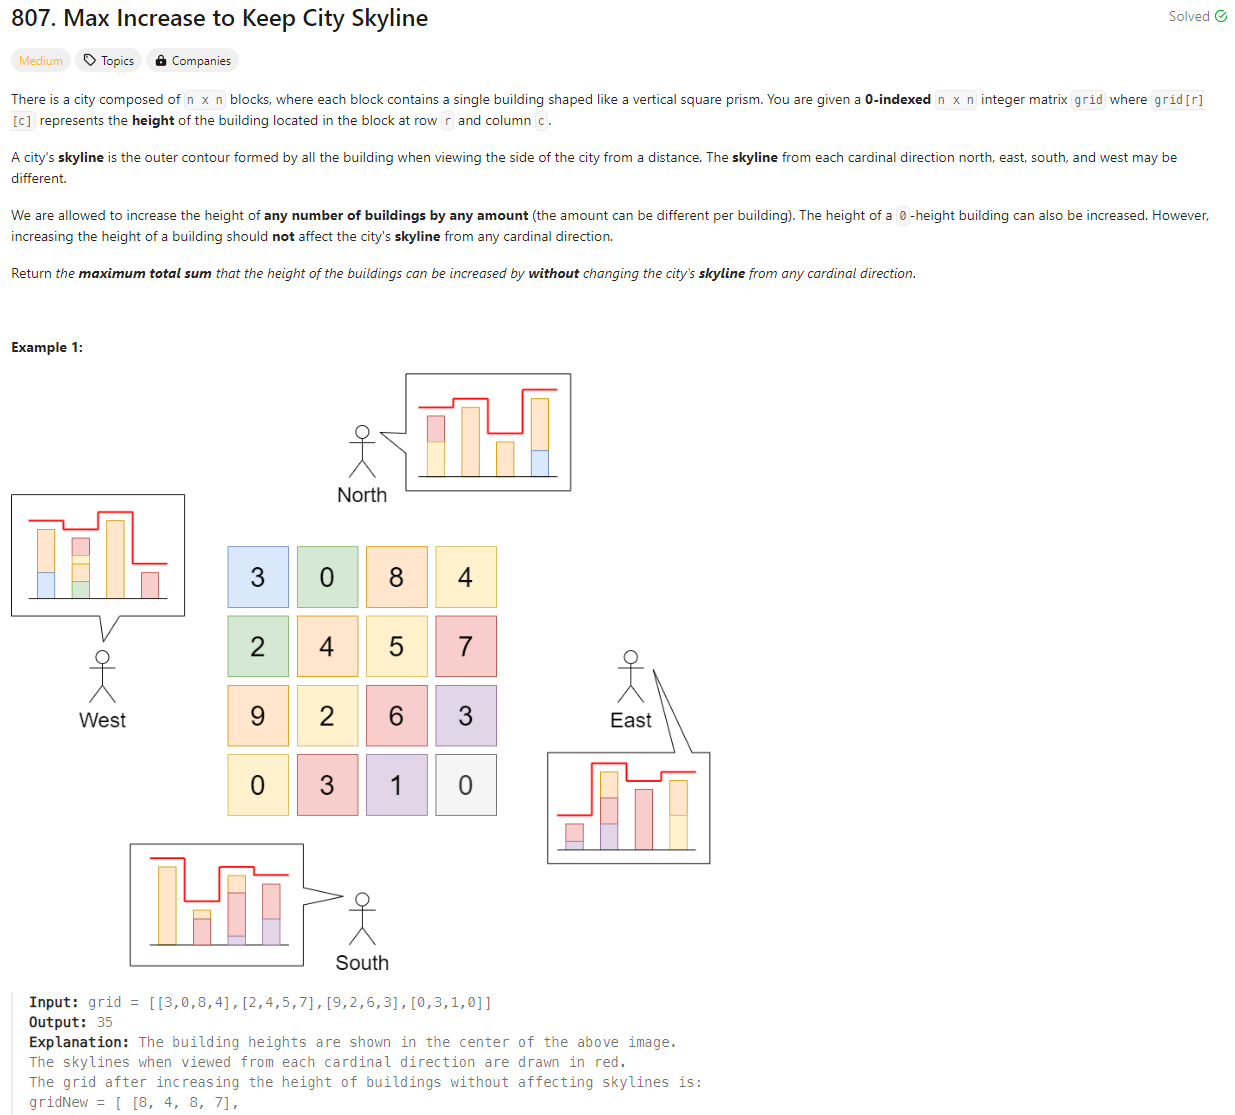 807. Max Increase to Keep City Skyline
Solved
Medium Topics Companies
There is a city composed of n x n blocks, where each block contains a single building shaped like a vertical square prism. You are given a 0-indexed n x n integer matrix grid where grid[r]
[c] represents the height of the building located in the block at row r and column c.
A city's skyline is the outer contour formed by all the building when viewing the side of the city from a distance. The skyline from each cardinal direction north, east, south, and west may be
different.
We are allowed to increase the height of any number of buildings by any amount (the amount can be different per building). The height of a 0-height building can also be increased. However,
increasing the height of a building should not affect the city's skyline from any cardinal direction.
Return the maximum total sum that the height of the buildings can be increased by without changing the city's skyline from any cardinal direction.
Example 1:
North
3 0 8 4
2 4 5 7
West
East
9 2 6 3
0 3 1 0
South
Input: grid = [[3,0,8,4],[2,4,5,7],[9,2,6,3],[0,3,1,0]]
Output: 35
Explanation: The building heights are shown in the center of the above image.
The skylines when viewed from each cardinal direction are drawn in red.
The grid after increasing the height of buildings without affecting skylines is:
gridNew = [ [8, 4, 8, 7],